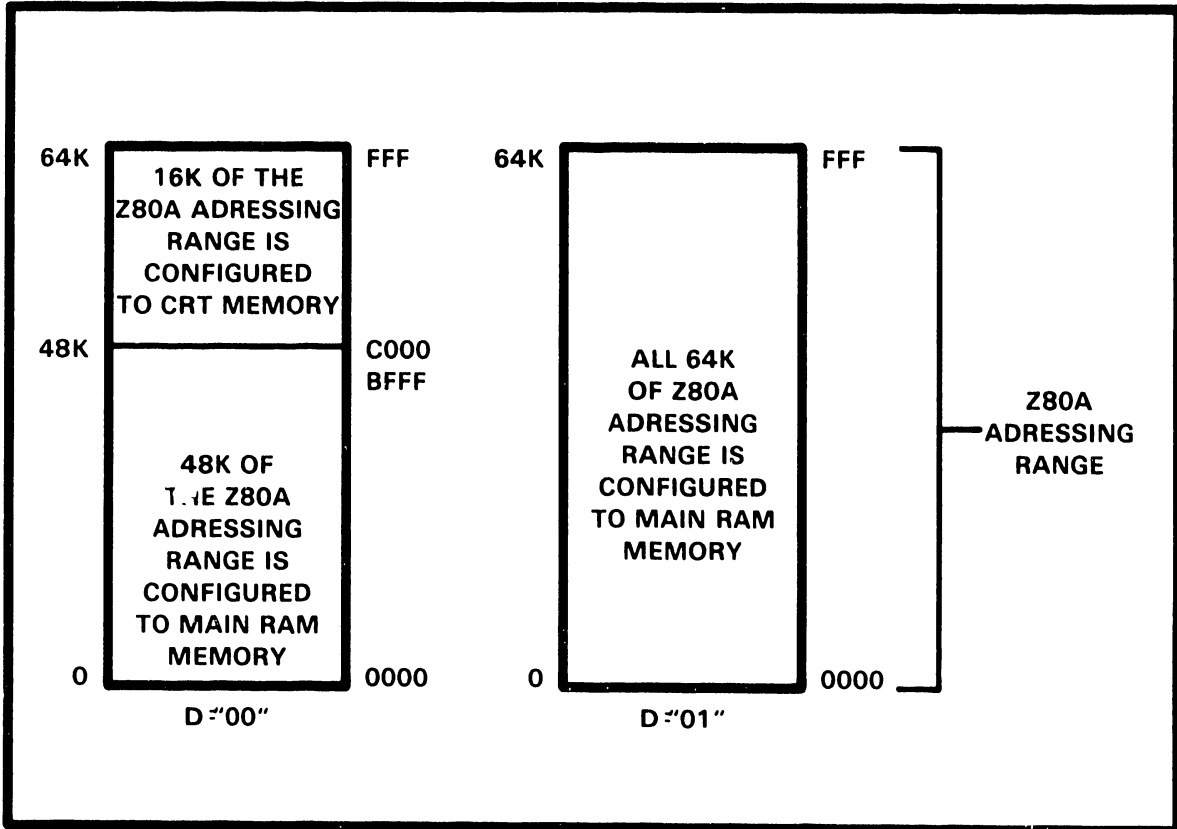 64K
FFF
16K OF THE
Z80A ADRESSING
RANGE IS
CONFIGURED
TO CRT MEMORY
48K
C000
BFFF
48K OF
THE Z80A
ADRESSING
RANGE IS
CONFIGURED
TO MAIN RAM
MEMORY
0
0000
D="00"
64K
FFF
ALL 64K
OF Z80A
ADRESSING
RANGE IS
CONFIGURED
TO MAIN RAM
MEMORY
0
0000
D="01"
Z80A
ADRESSING
RANGE